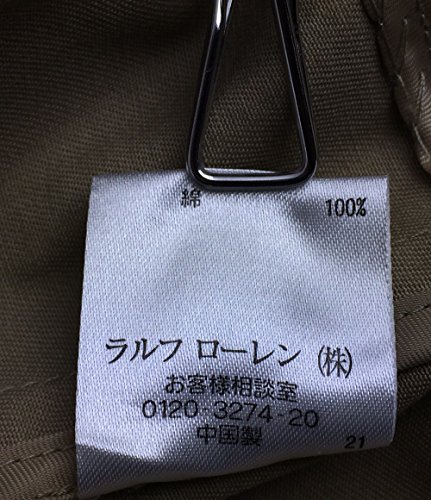 綿 100%
ラルフ ローレン (株)
お客様相談室
0120-3274-20
中国製
21